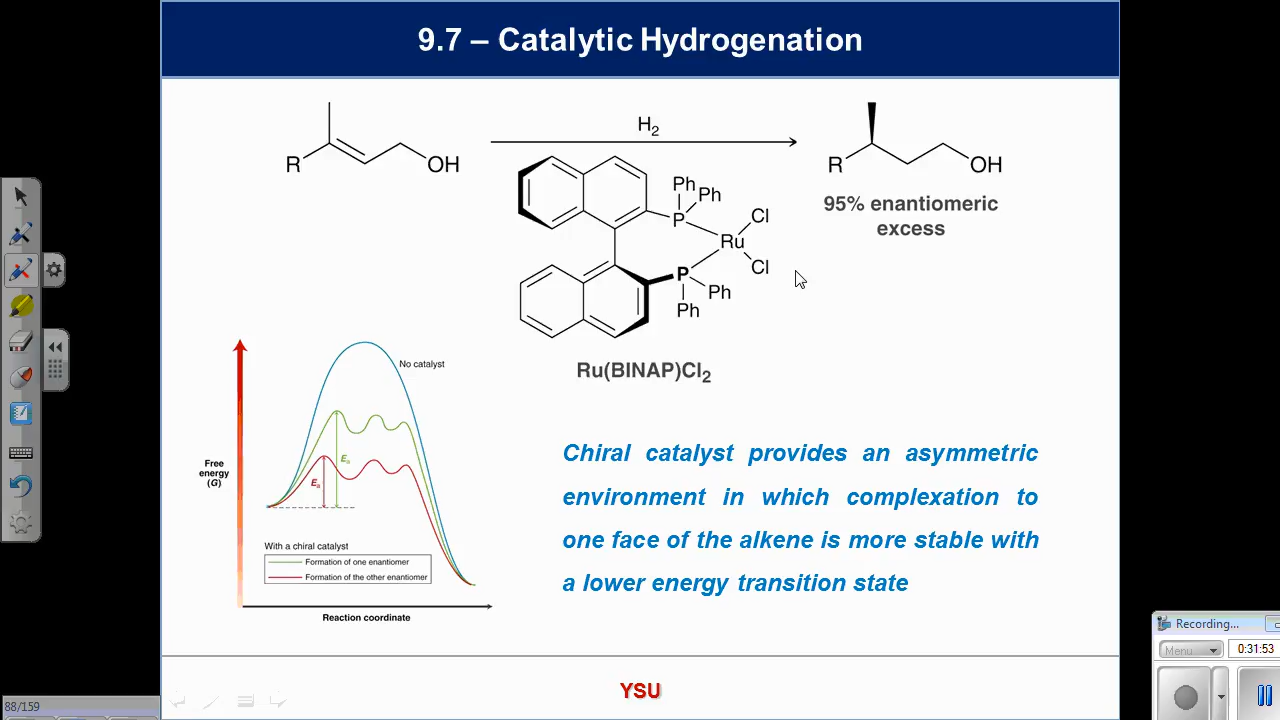 9.7 – Catalytic Hydrogenation
R
OH
H2
R
OH
95% enantiomeric
excess
Ph
Ph
P
Cl
Ru
Cl
P
Ph
Ph
Ru(BINAP)Cl2
No catalyst
Ea
Ea
Free
energy
(G)
With a chiral catalyst
Formation of one enantiomer
Formation of the other enantiomer
Reaction coordinate
Chiral catalyst provides an asymmetric
environment in which complexation to
one face of the alkene is more stable with
a lower energy transition state
YSU
88/159
Recording...
Menu
0:31:53